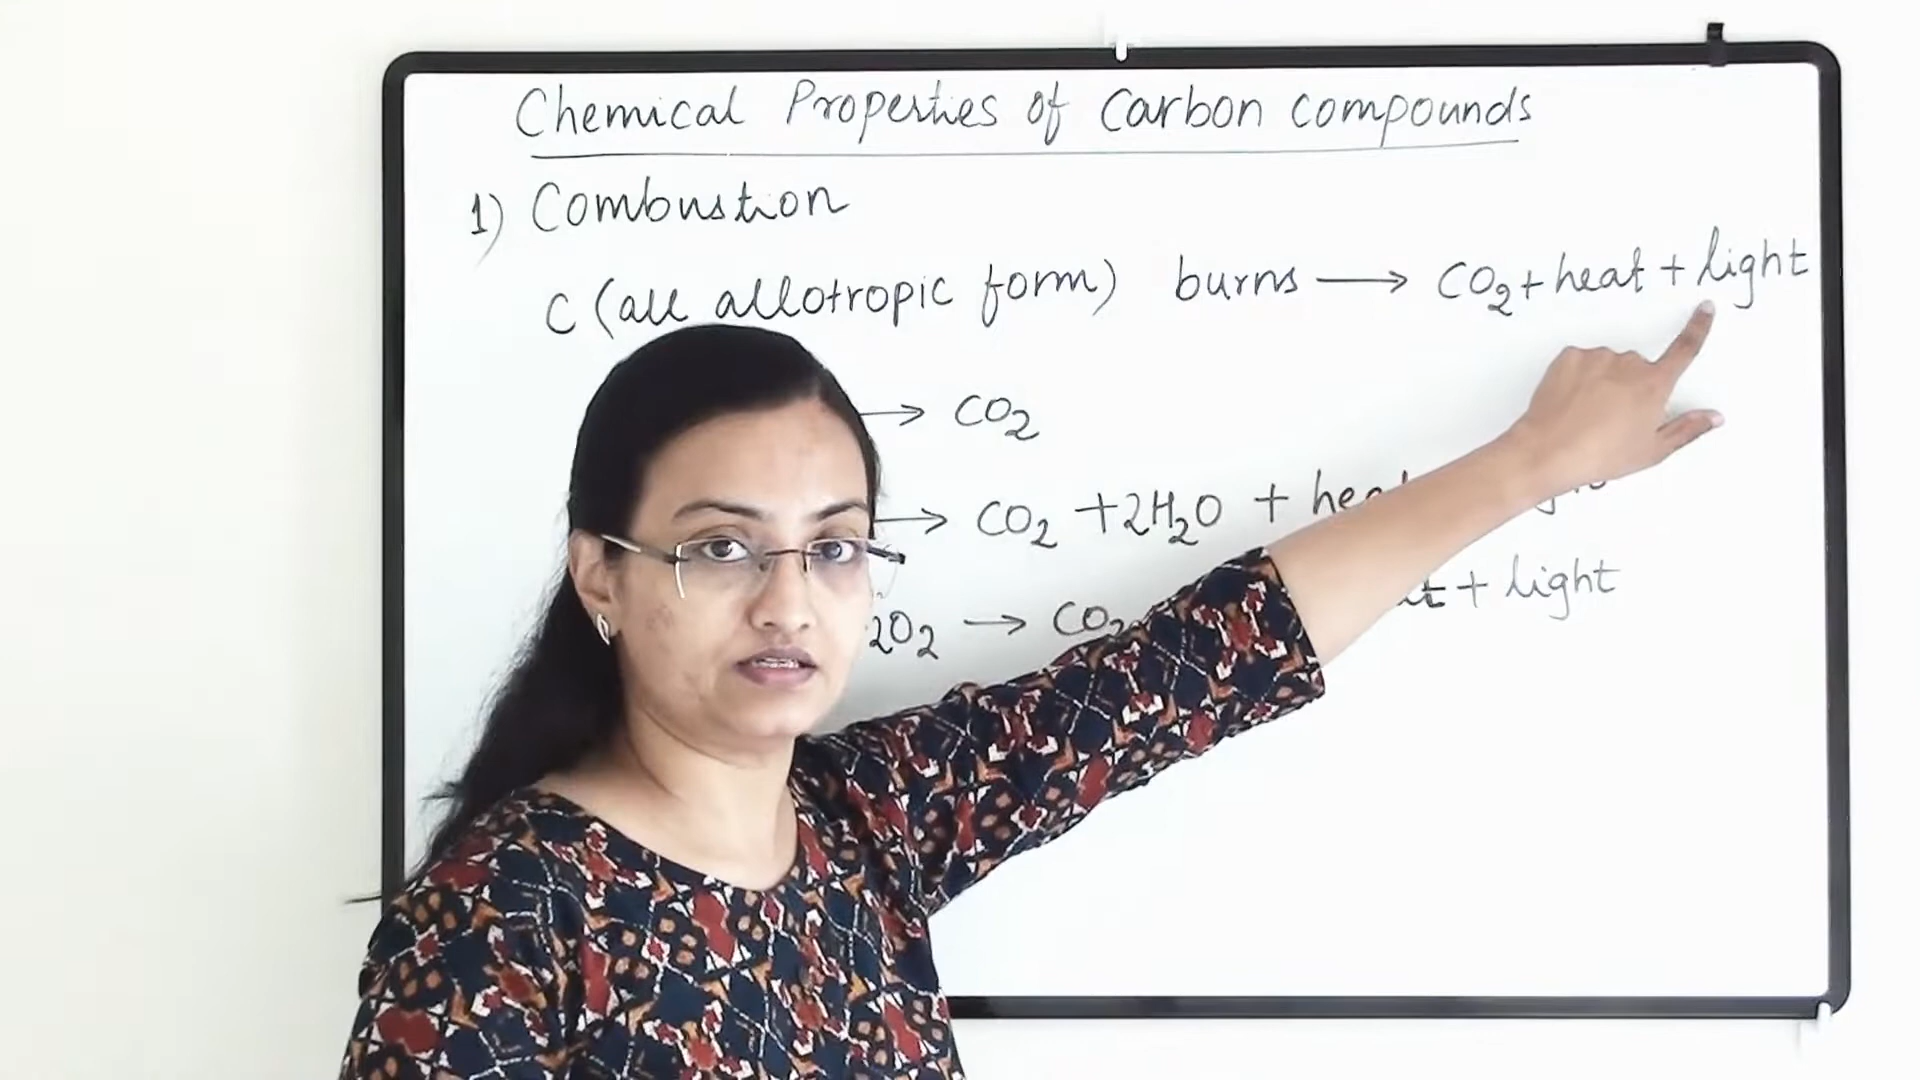 Chemical Properties of Carbon compounds
1) Combustion
C (all allotropic form) burns → CO₂ + heat + light
→ CO₂
→ CO₂ + 2H₂O +
2O₂ → CO₂ + light